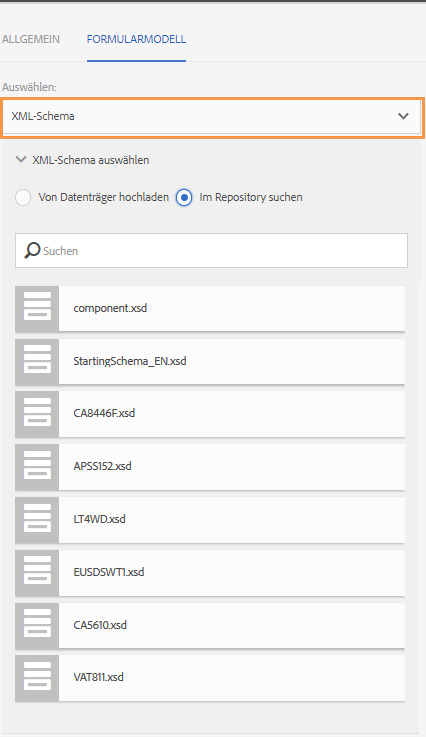 ALLGEMEIN FORMULARMODELL
Auswählen:
XML-Schema
XML-Schema auswählen
Von Datenträger hochladen Im Repository suchen
Suchen
component.xsd
StartingSchema_EN.xsd
CA8446F.xsd
APSS152.xsd
LT4WD.xsd
EUSDSWT1.xsd
CA5610.xsd
VAT811.xsd